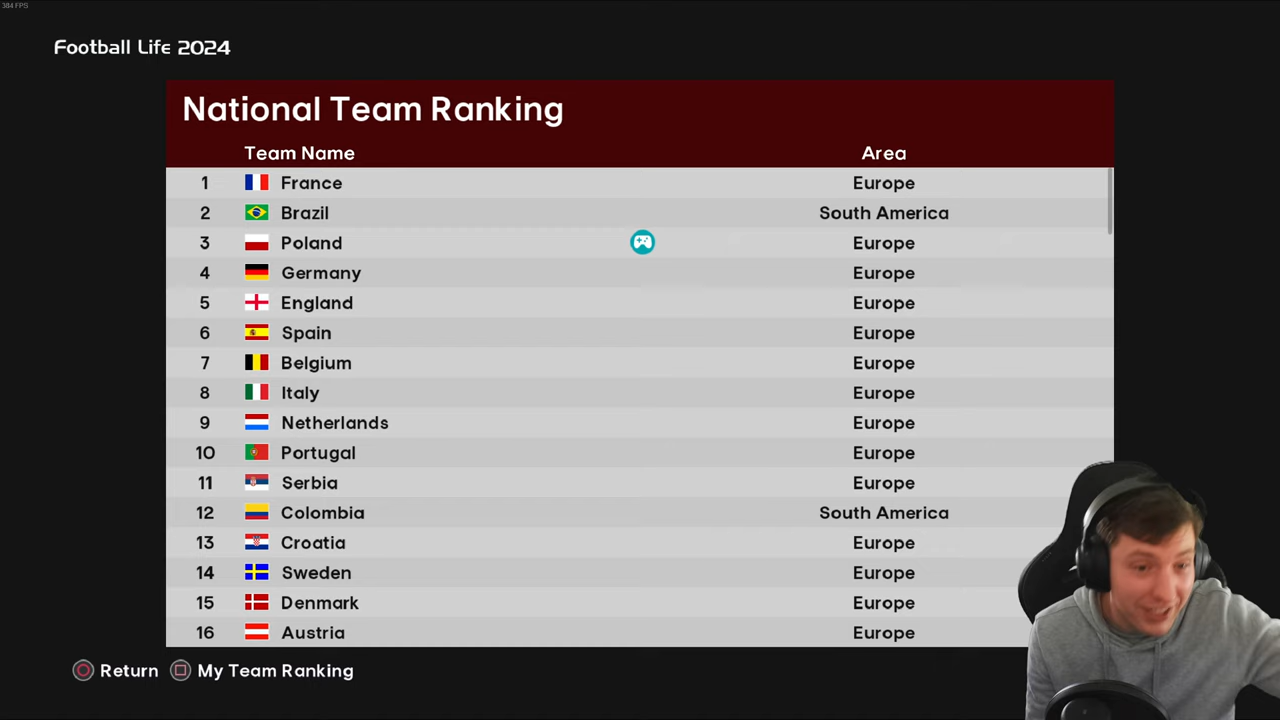 384 FPS
Football Life 2024
National Team Ranking
Team Name Area
1 France Europe
2 Brazil South America
3 Poland Europe
4 Germany Europe
5 England Europe
6 Spain Europe
7 Belgium Europe
8 Italy Europe
9 Netherlands Europe
10 Portugal Europe
11 Serbia Europe
12 Colombia South America
13 Croatia Europe
14 Sweden Europe
15 Denmark Europe
16 Austria Europe
Return My Team Ranking